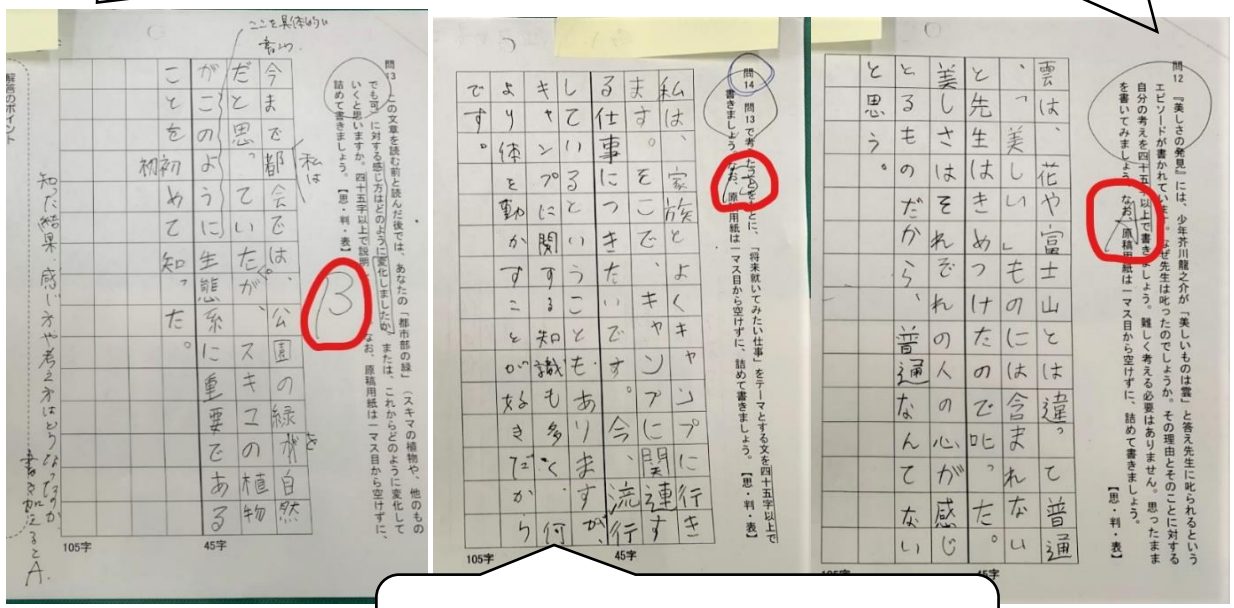 問12 『美しさの発見』には、少年芥川龍之介が「美しいものは雲」と答え先生に叱られるという
エピソードが書かれています。なぜ先生は叱ったのでしょうか。その理由とそのことに対する
自分の考えを四十五字以上で書きましょう。難しく考える必要はありません。思ったまま
を書いてみましょう。なお、原稿用紙は一マス目から空けずに、詰めて書きましょう。
【思・判・表】
A
雲は、花や富士山とは違って普通
、「美しい」ものには含まれない
と先生はきめつけたので叱った。
美しさはそれぞれの人の心が感じ
とるものだから、普通なんてない
と思う。
45字
問14 問13で考えたことをもとに、「将来就いてみたい仕事」をテーマとする文を四十五字以上で
書きましょう。なお、原稿用紙は一マス目から空けずに、詰めて書きましょう。【思・判・表】
B
私は、家族とよくキャンプに行き
ます。そこで、キャンプに関連す
る仕事につきたいです。今、流行
しているということもありますが、
キャンプに関する知識も多く、何
より体を動かすことが好きだから
です。
45字
105字
問13 この文章を読む前と読んだ後では、あなたの「都市部の緑」（スキマの植物や、他のもの
でも可）に対する感じ方はどのように変化しましたか。または、これからどのように変化して
いくと思いますか。四十五字以上で説明 なお、原稿用紙は一マス目から空けずに、
詰めて書きましょう。【思・判・表】
B
ここを具体的に
書く。
私は
今まで都会では、公園の緑が自然
を
だと思っていたが、スキマの植物
がこのように生態系に重要である
ことを初めて知った。
初
45字
105字
知った結果、感じ方や考え方はどうなったか
書き加えるとA.
解答のポイント